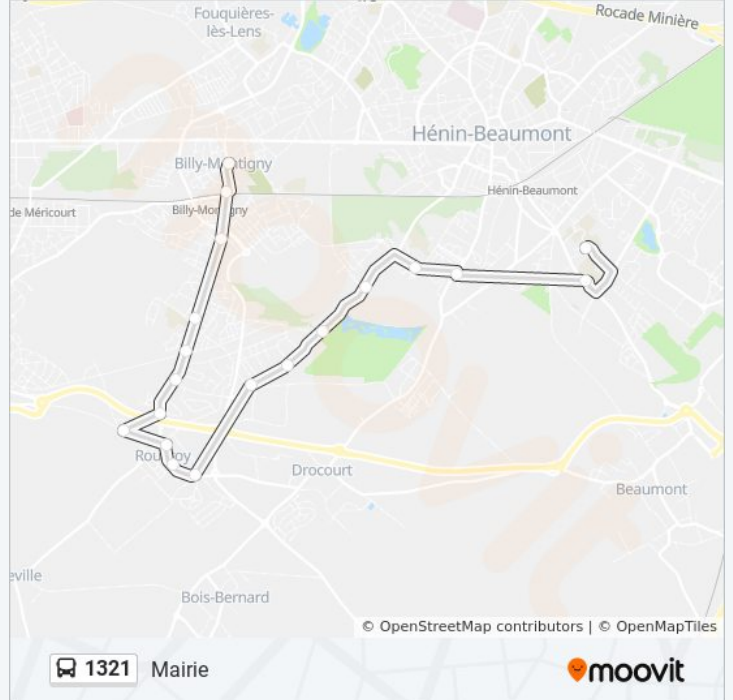 Fouquières-
lès-Lens
Rocade Minière
Hénin-Beaumont
Billy-Montigny
Hénin-Beaumont
de Méricourt
Billy-Montigny
Rouvroy
Drocourt
Beaumont
eville
Bois-Bernard
© OpenStreetMap contributors | © OpenMapTiles
1321 Mairie
moovit